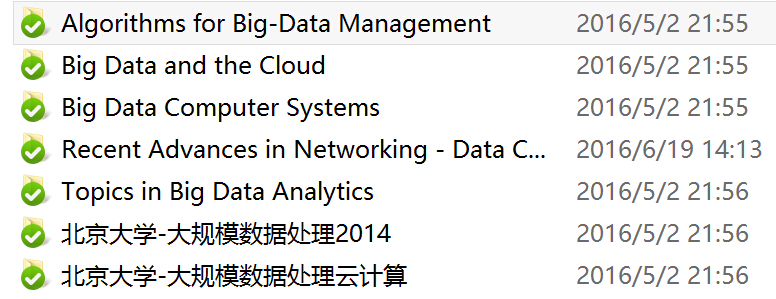 Algorithms for Big-Data Management 2016/5/2 21:55
Big Data and the Cloud 2016/5/2 21:55
Big Data Computer Systems 2016/5/2 21:55
Recent Advances in Networking - Data C... 2016/6/19 14:13
Topics in Big Data Analytics 2016/5/2 21:56
北京大学-大规模数据处理2014 2016/5/2 21:56
北京大学-大规模数据处理云计算 2016/5/2 21:56